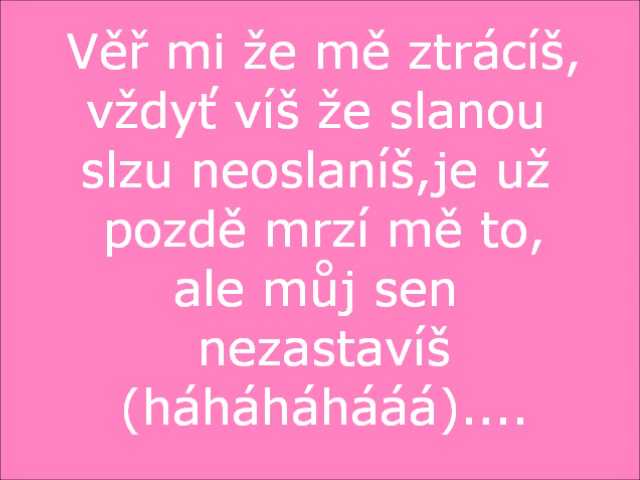 Věř mi že mě ztrácíš,
vždyť víš že slanou
slzu neoslaníš,je už
pozdě mrzí mě to,
ale můj sen
nezastavíš
(háháháhááá)....